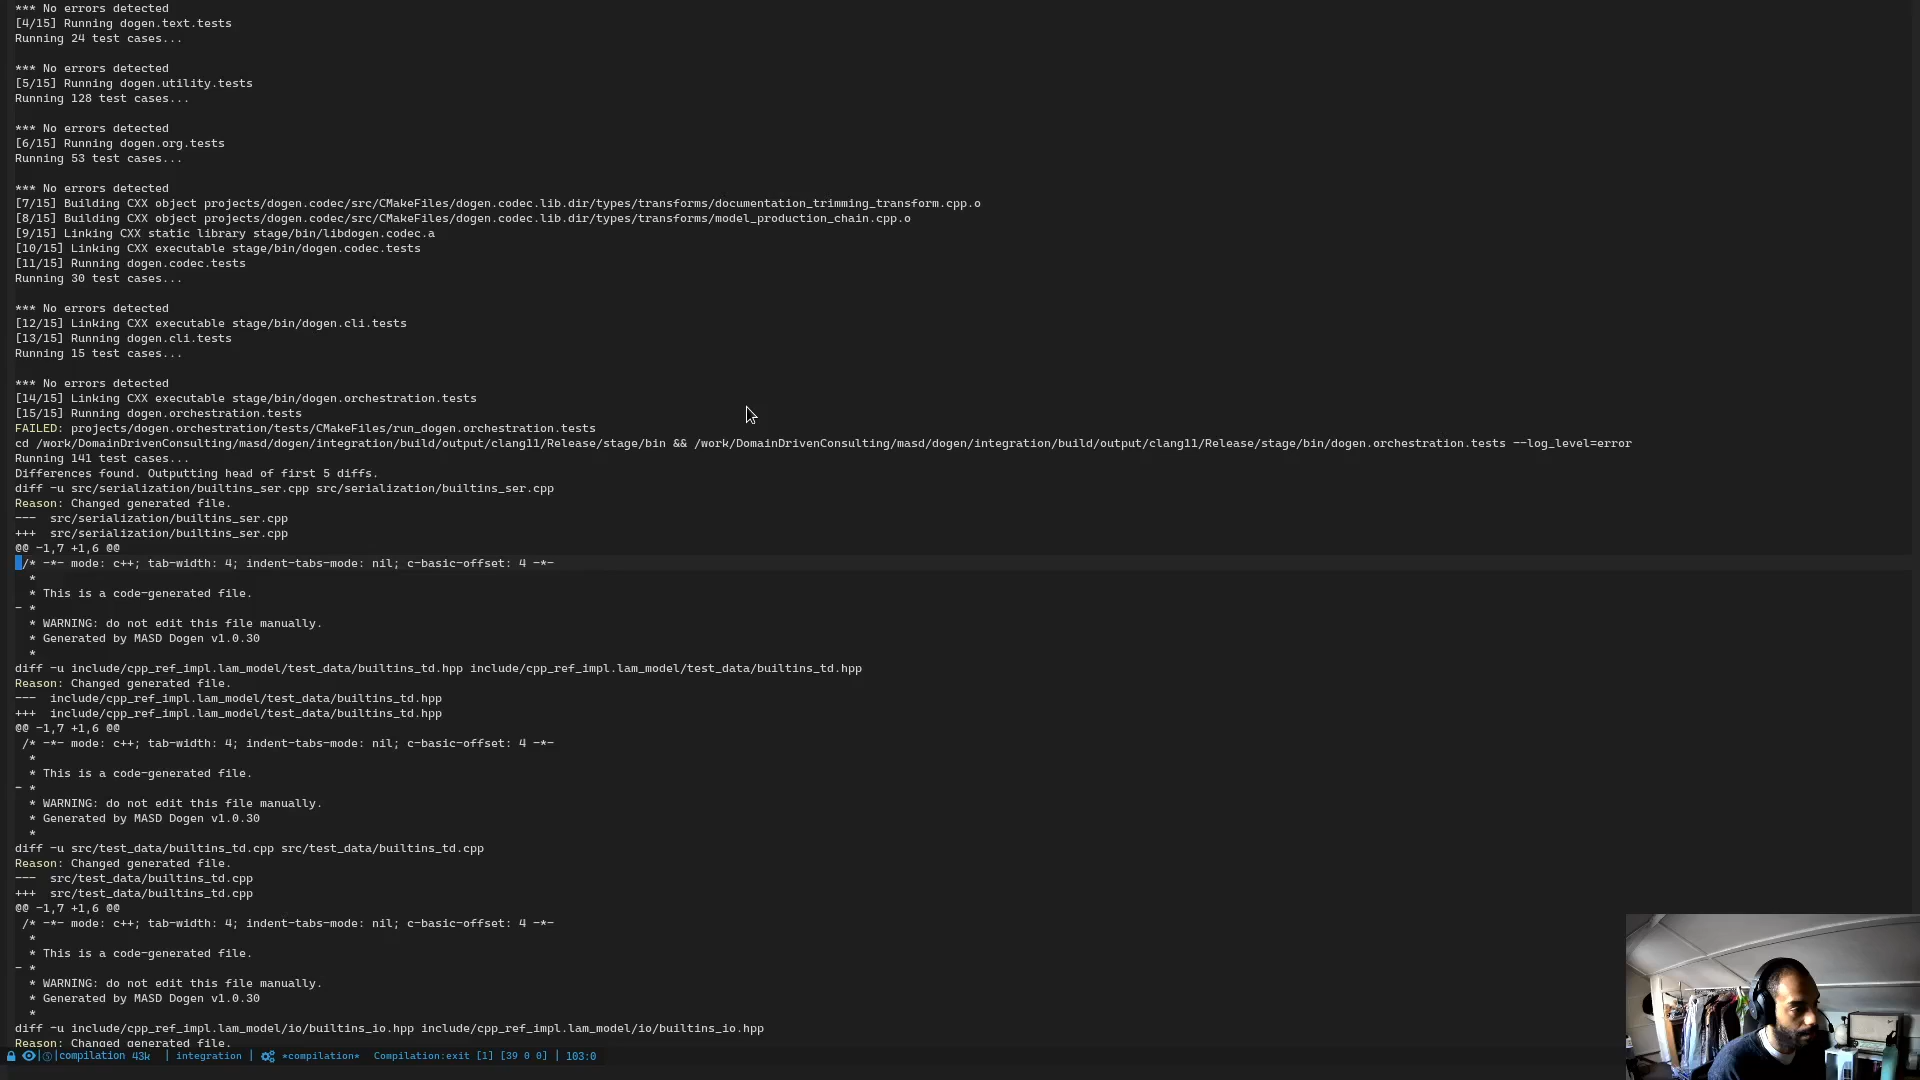 *** No errors detected
[4/15] Running dogen.text.tests
Running 24 test cases...
*** No errors detected
[5/15] Running dogen.utility.tests
Running 128 test cases...
*** No errors detected
[6/15] Running dogen.org.tests
Running 53 test cases...
*** No errors detected
[7/15] Building CXX object projects/dogen.codec/src/CMakeFiles/dogen.codec.lib.dir/types/transforms/documentation_trimming_transform.cpp.o
[8/15] Building CXX object projects/dogen.codec/src/CMakeFiles/dogen.codec.lib.dir/types/transforms/model_production_chain.cpp.o
[9/15] Linking CXX static library stage/bin/libdogen.codec.a
[10/15] Linking CXX executable stage/bin/dogen.codec.tests
[11/15] Running dogen.codec.tests
Running 30 test cases...
*** No errors detected
[12/15] Linking CXX executable stage/bin/dogen.cli.tests
[13/15] Running dogen.cli.tests
Running 15 test cases...
*** No errors detected
[14/15] Linking CXX executable stage/bin/dogen.orchestration.tests
[15/15] Running dogen.orchestration.tests
FAILED: projects/dogen.orchestration/tests/CMakeFiles/run_dogen.orchestration.tests
cd /work/DomainDrivenConsulting/masd/dogen/integration/build/output/clang11/Release/stage/bin && /work/DomainDrivenConsulting/masd/dogen/integration/build/output/clang11/Release/stage/bin/dogen.orchestration.tests --log_level=error
Running 141 test cases...
Differences found. Outputting head of first 5 diffs.
diff -u src/serialization/builtins_ser.cpp src/serialization/builtins_ser.cpp
Reason: Changed generated file.
---  src/serialization/builtins_ser.cpp
+++  src/serialization/builtins_ser.cpp
@@ -1,7 +1,6 @@
 /* -*- mode: c++; tab-width: 4; indent-tabs-mode: nil; c-basic-offset: 4 -*-
  *
  * This is a code-generated file.
- *
  * WARNING: do not edit this file manually.
  * Generated by MASD Dogen v1.0.30
  *
diff -u include/cpp_ref_impl.lam_model/test_data/builtins_td.hpp include/cpp_ref_impl.lam_model/test_data/builtins_td.hpp
Reason: Changed generated file.
---  include/cpp_ref_impl.lam_model/test_data/builtins_td.hpp
+++  include/cpp_ref_impl.lam_model/test_data/builtins_td.hpp
@@ -1,7 +1,6 @@
 /* -*- mode: c++; tab-width: 4; indent-tabs-mode: nil; c-basic-offset: 4 -*-
  *
  * This is a code-generated file.
- *
  * WARNING: do not edit this file manually.
  * Generated by MASD Dogen v1.0.30
  *
diff -u src/test_data/builtins_td.cpp src/test_data/builtins_td.cpp
Reason: Changed generated file.
---  src/test_data/builtins_td.cpp
+++  src/test_data/builtins_td.cpp
@@ -1,7 +1,6 @@
 /* -*- mode: c++; tab-width: 4; indent-tabs-mode: nil; c-basic-offset: 4 -*-
  *
  * This is a code-generated file.
- *
  * WARNING: do not edit this file manually.
  * Generated by MASD Dogen v1.0.30
  *
diff -u include/cpp_ref_impl.lam_model/io/builtins_io.hpp include/cpp_ref_impl.lam_model/io/builtins_io.hpp
Reason: Changed generated file.
compilation 43k | integration | *compilation* Compilation:exit [1] [39 0 0] | 103:0